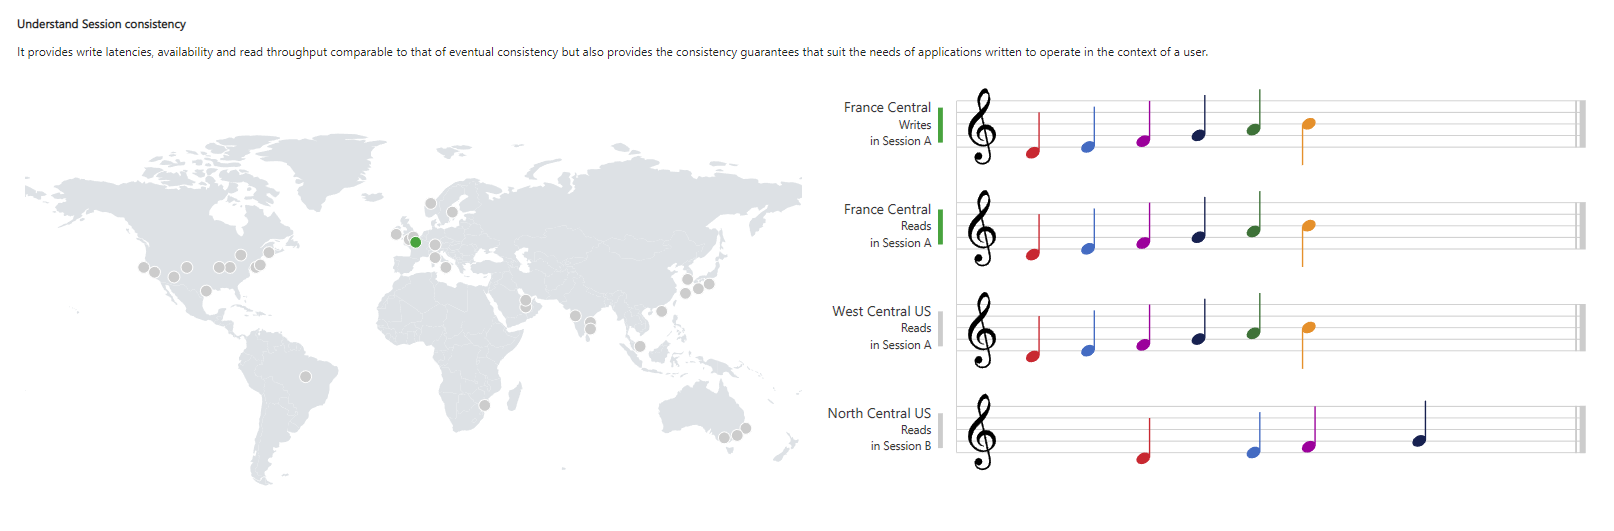 Understand Session consistency
It provides write latencies, availability and read throughput comparable to that of eventual consistency but also provides the consistency guarantees that suit the needs of applications written to operate in the context of a user.
France Central
Writes
in Session A
France Central
Reads
in Session A
West Central US
Reads
in Session A
North Central US
Reads
in Session B